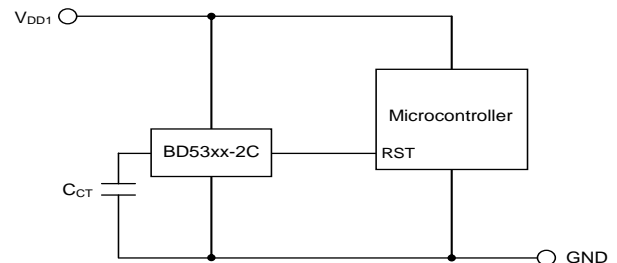 VDD1
Microcontroller
BD53xx-2C
RST
CCT
GND